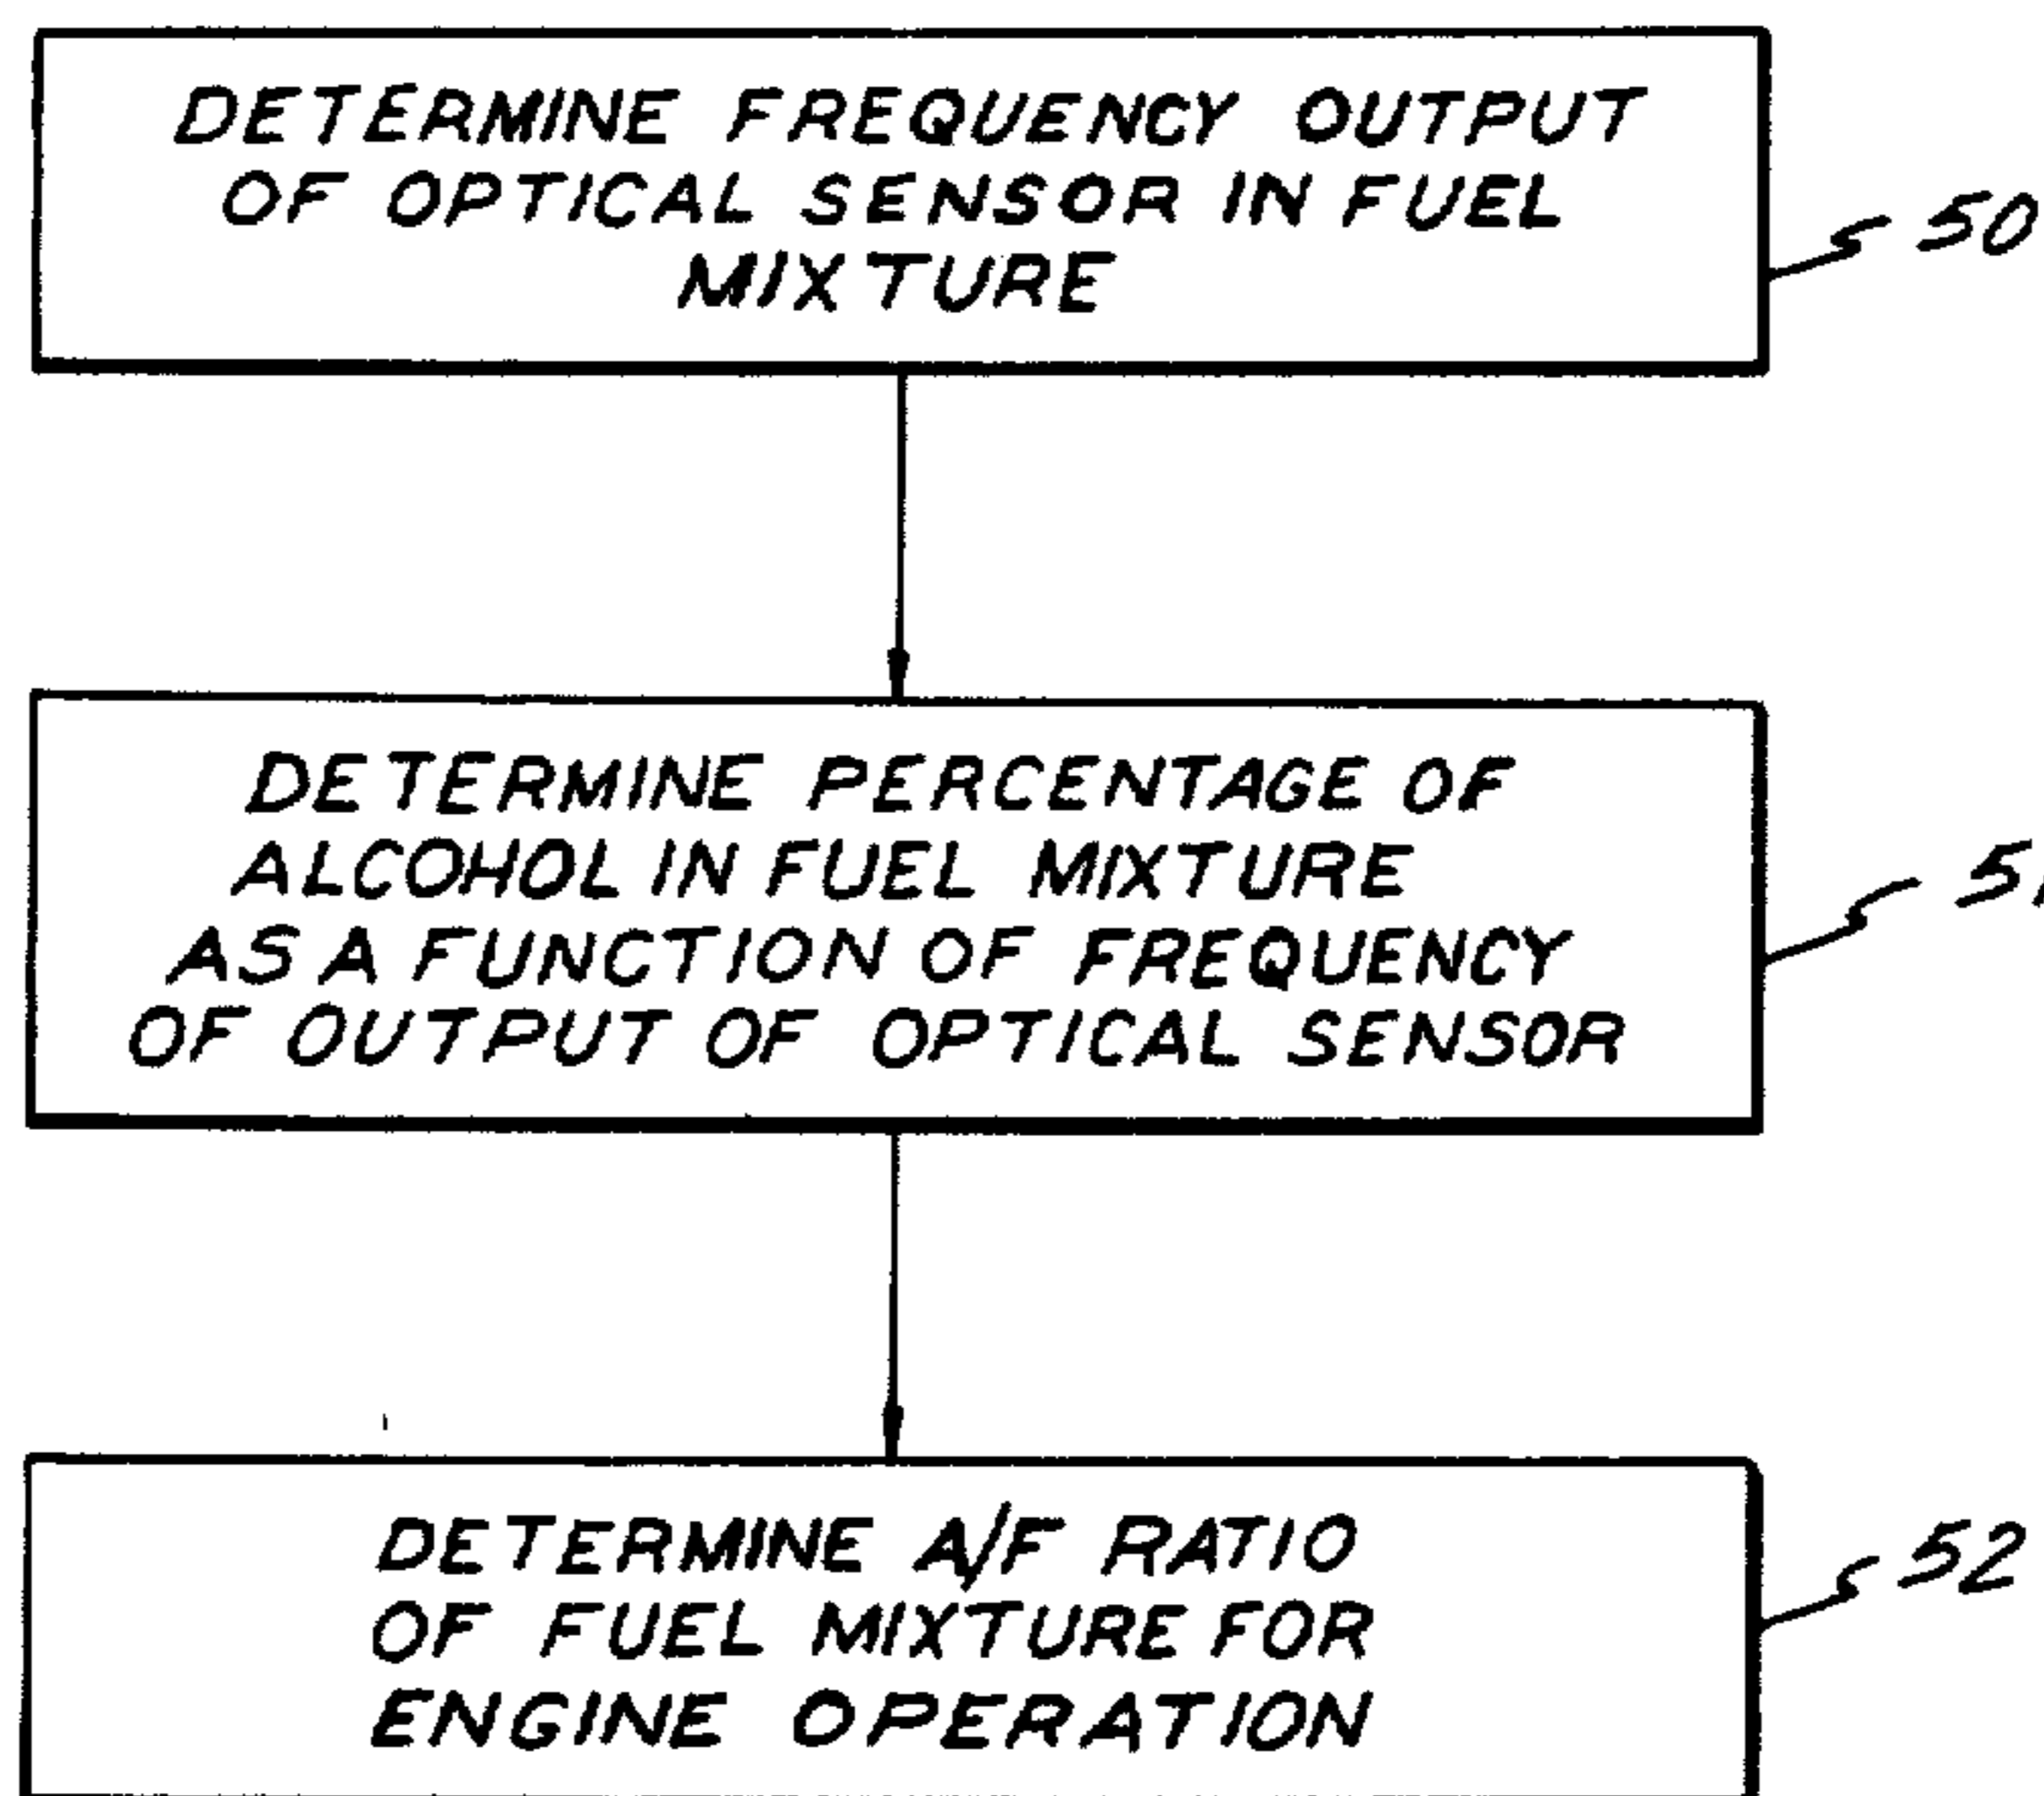 DETERMINE FREQUENCY OUTPUT
OF OPTICAL SENSOR IN FUEL
MIXTURE
50
DETERMINE PERCENTAGE OF
ALCOHOL IN FUEL MIXTURE
AS A FUNCTION OF FREQUENCY
OF OUTPUT OF OPTICAL SENSOR
51
DETERMINE A/F RATIO
OF FUEL MIXTURE FOR
ENGINE OPERATION
52